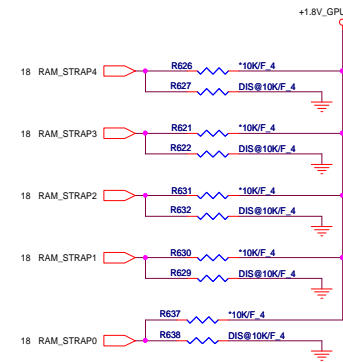 +1.8V_GPU
R626 *10K/F_4
18 RAM_STRAP4
R627 DIS@10K/F_4
R621 *10K/F_4
18 RAM_STRAP3
R622 DIS@10K/F_4
R631 *10K/F_4
18 RAM_STRAP2
R632 DIS@10K/F_4
R630 *10K/F_4
18 RAM_STRAP1
R629 DIS@10K/F_4
R637 *10K/F_4
R638 DIS@10K/F_4
18 RAM_STRAP0